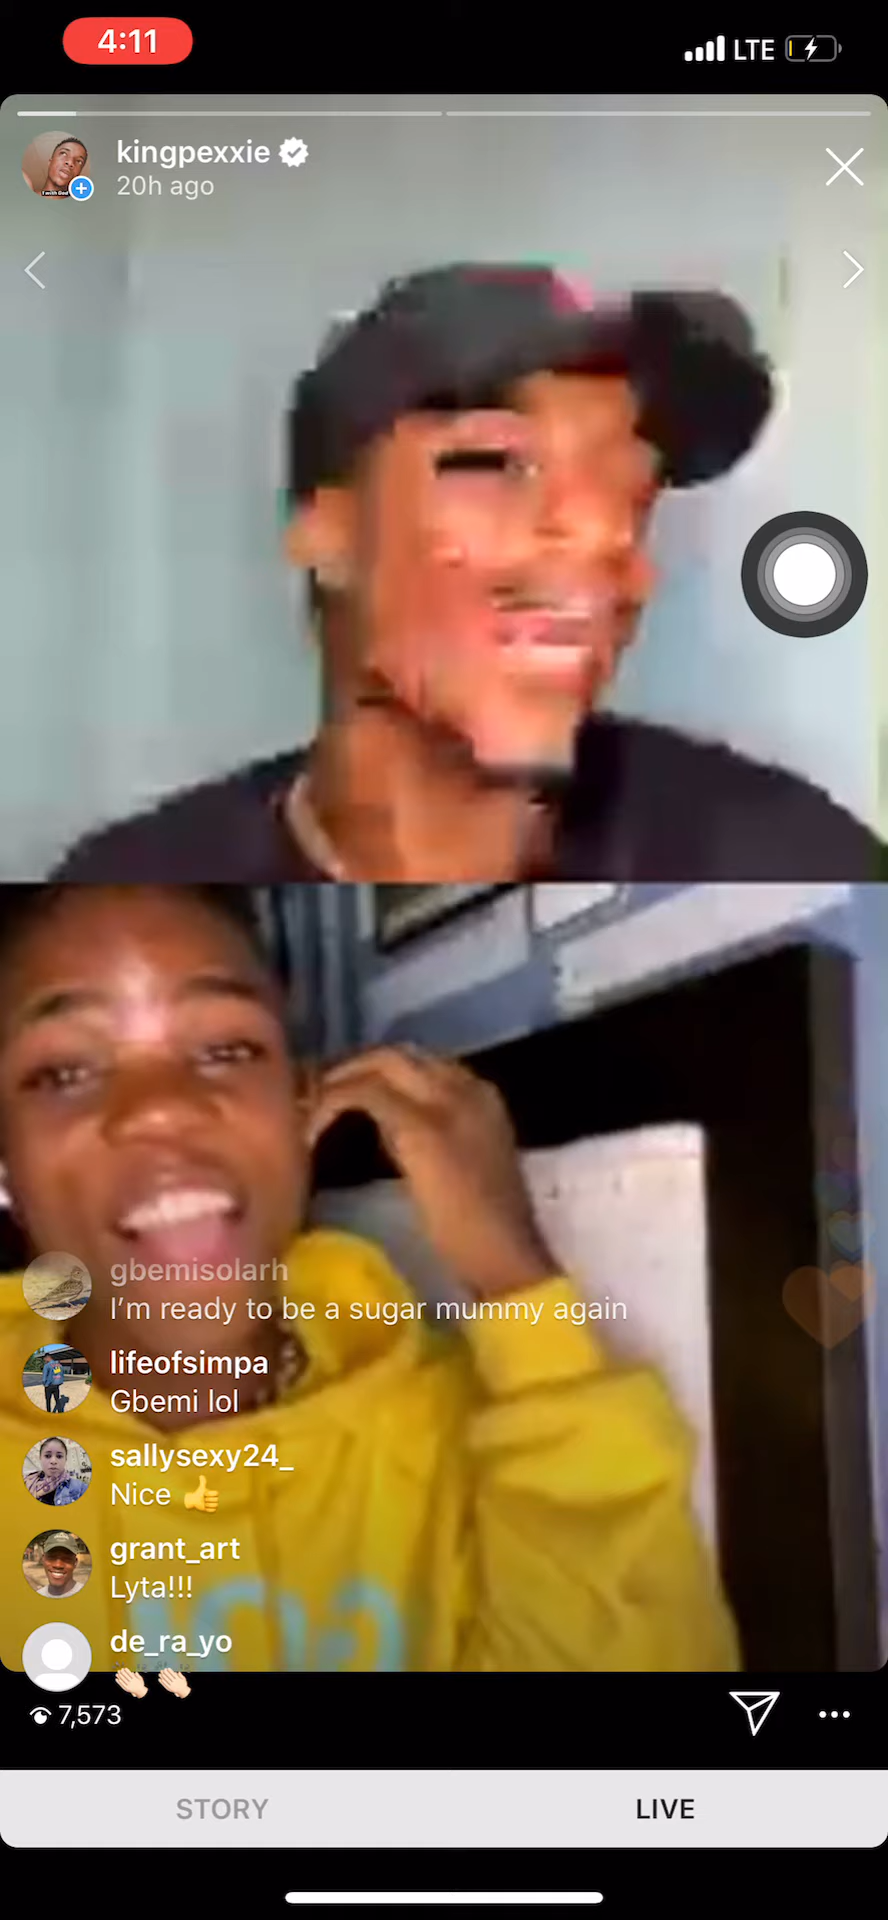 4:11
LTE
kingpexxie
20h ago
gbemisolarh
I'm ready to be a sugar mummy again
lifeofsimpa
Gbemi lol
sallysexy24_
Nice 👍
grant_art
Lyta!!!
de_ra_yo
👏🏻👏🏻
7,573
STORY
LIVE